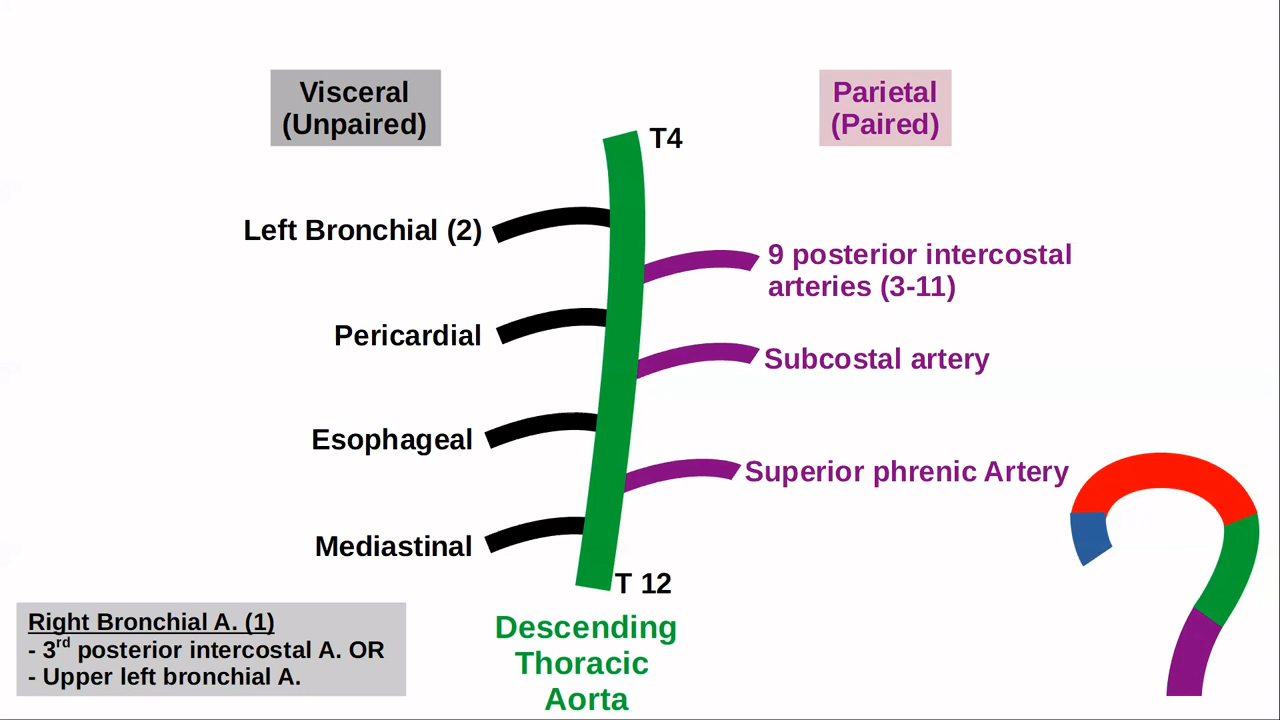 Visceral
(Unpaired)
Parietal
(Paired)
T4
Left Bronchial (2)
9 posterior intercostal
arteries (3-11)
Pericardial
Subcostal artery
Esophageal
Superior phrenic Artery
Mediastinal
T 12
Right Bronchial A. (1)
- 3rd posterior intercostal A. OR
- Upper left bronchial A.
Descending
Thoracic
Aorta